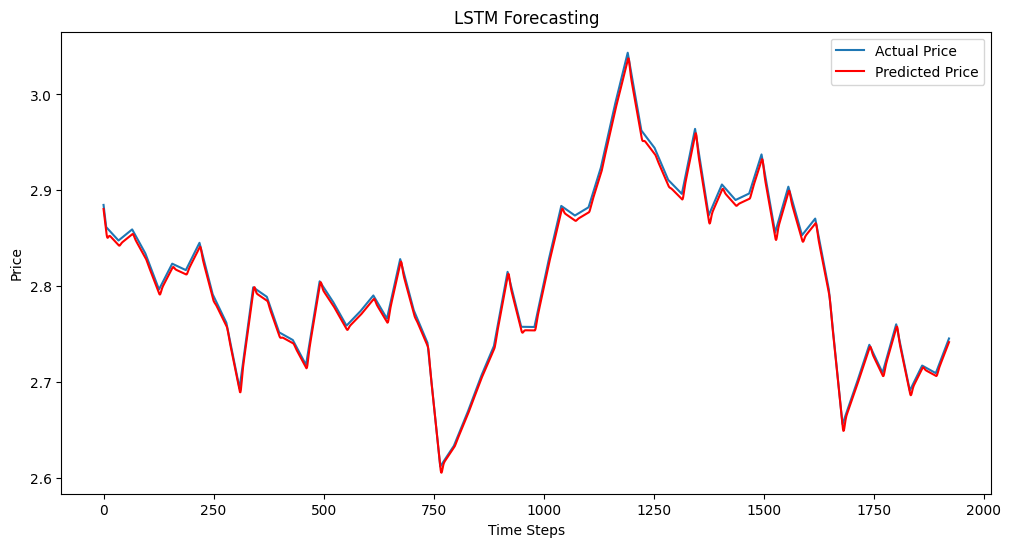 LSTM Forecasting
Actual Price
Predicted Price
3.0
2.9
2.8
2.7
2.6
Price
0 250 500 750 1000 1250 1500 1750 2000
Time Steps